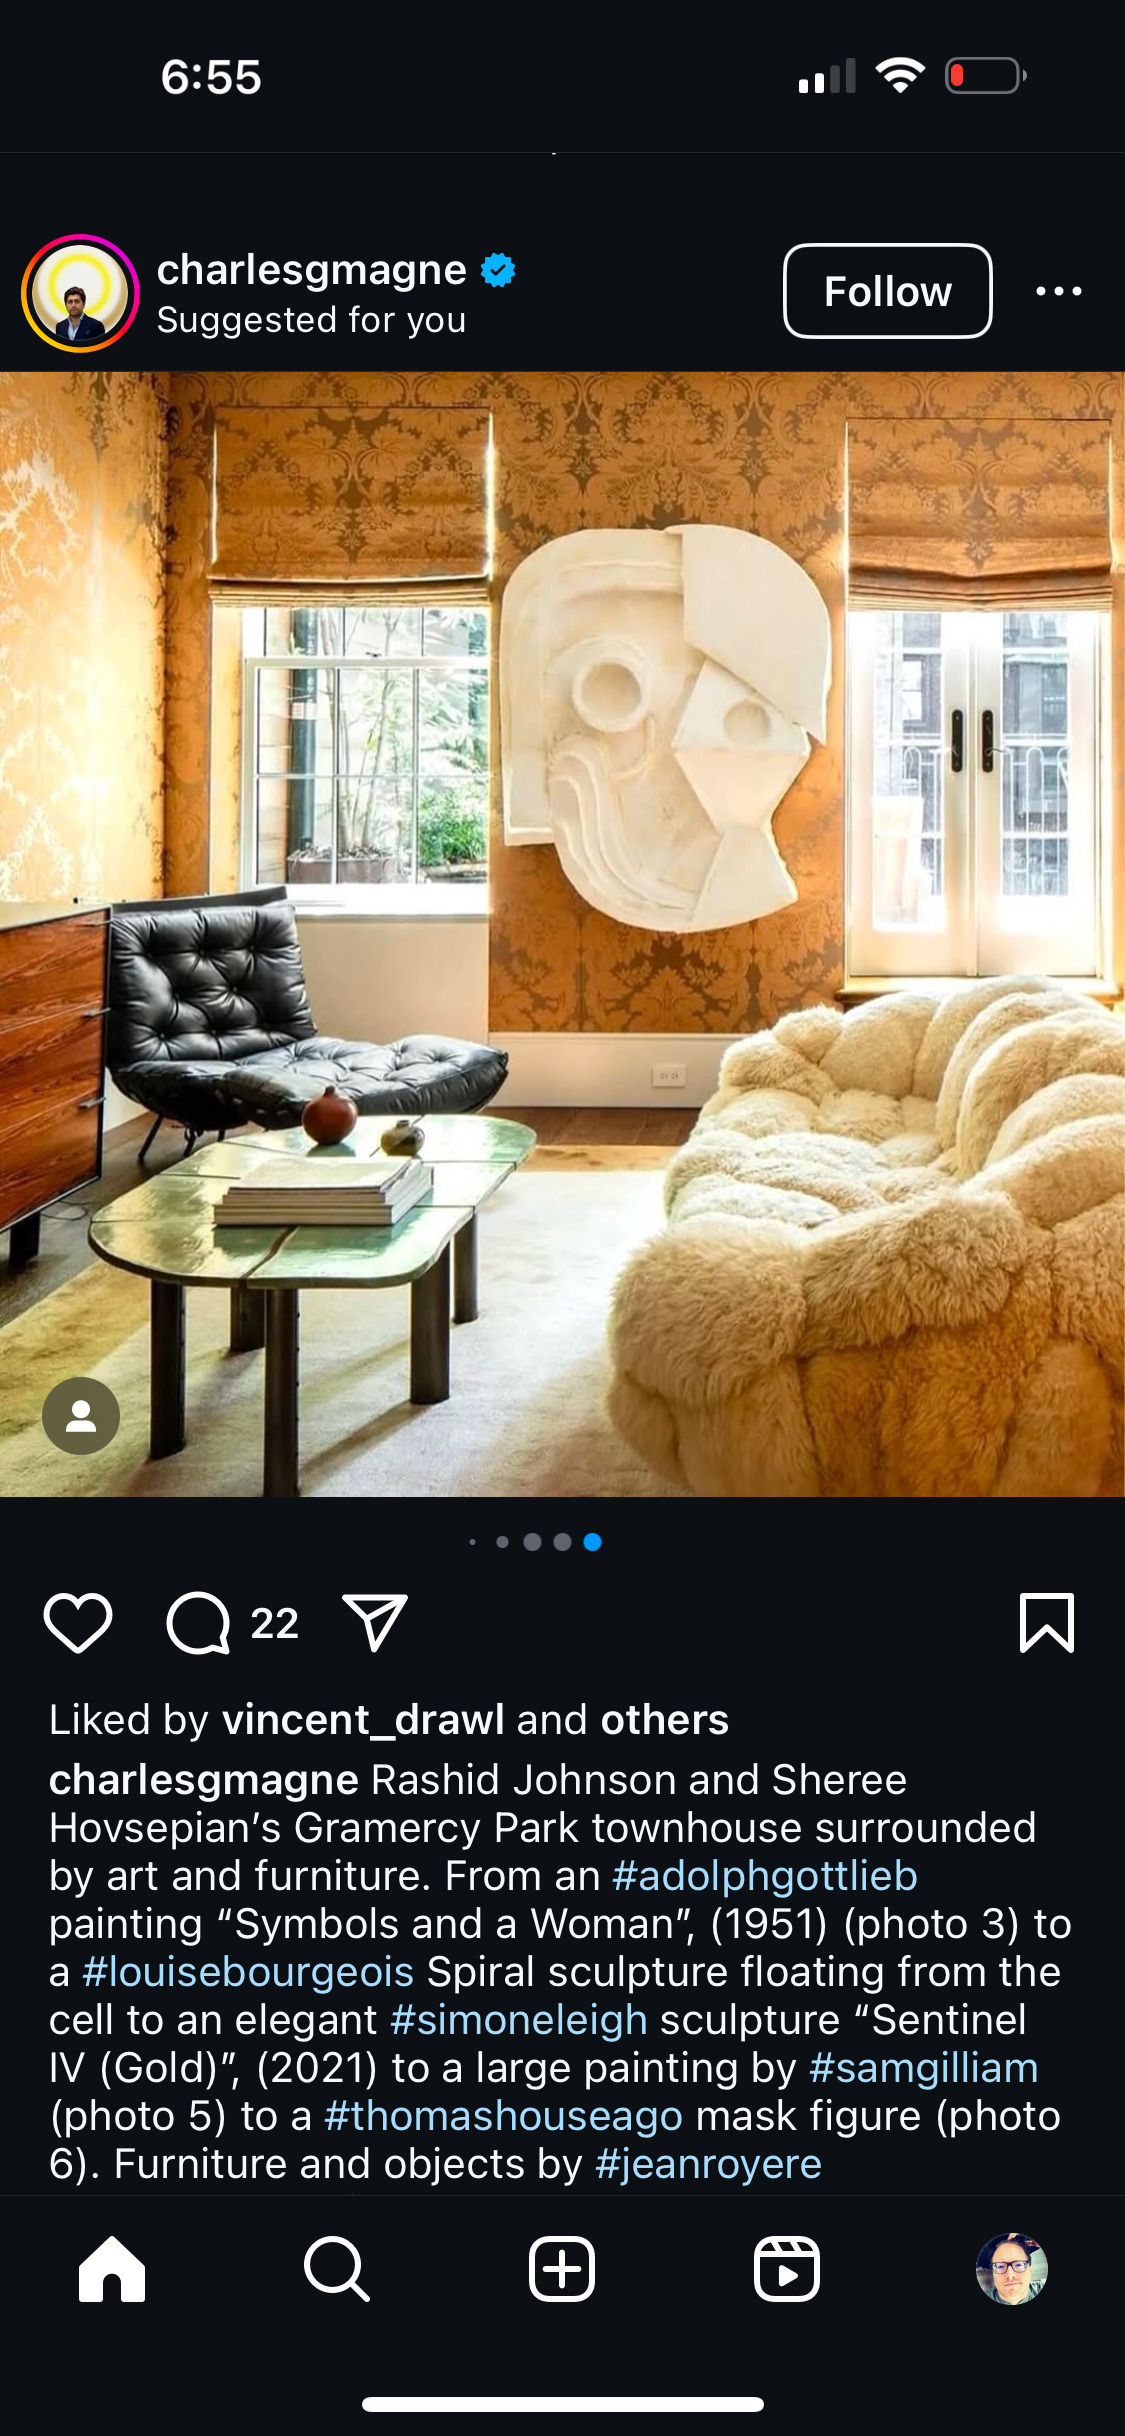 6:55
charlesgmagne
Suggested for you
Follow
22
Liked by vincent_drawl and others
charlesgmagne Rashid Johnson and Sheree
Hovsepian’s Gramercy Park townhouse surrounded
by art and furniture. From an #adolphgottlieb
painting “Symbols and a Woman”, (1951) (photo 3) to
a #louisebourgeois Spiral sculpture floating from the
cell to an elegant #simoneleigh sculpture “Sentinel
IV (Gold)”, (2021) to a large painting by #samgilliam
(photo 5) to a #thomashouseago mask figure (photo
6). Furniture and objects by #jeanroyere